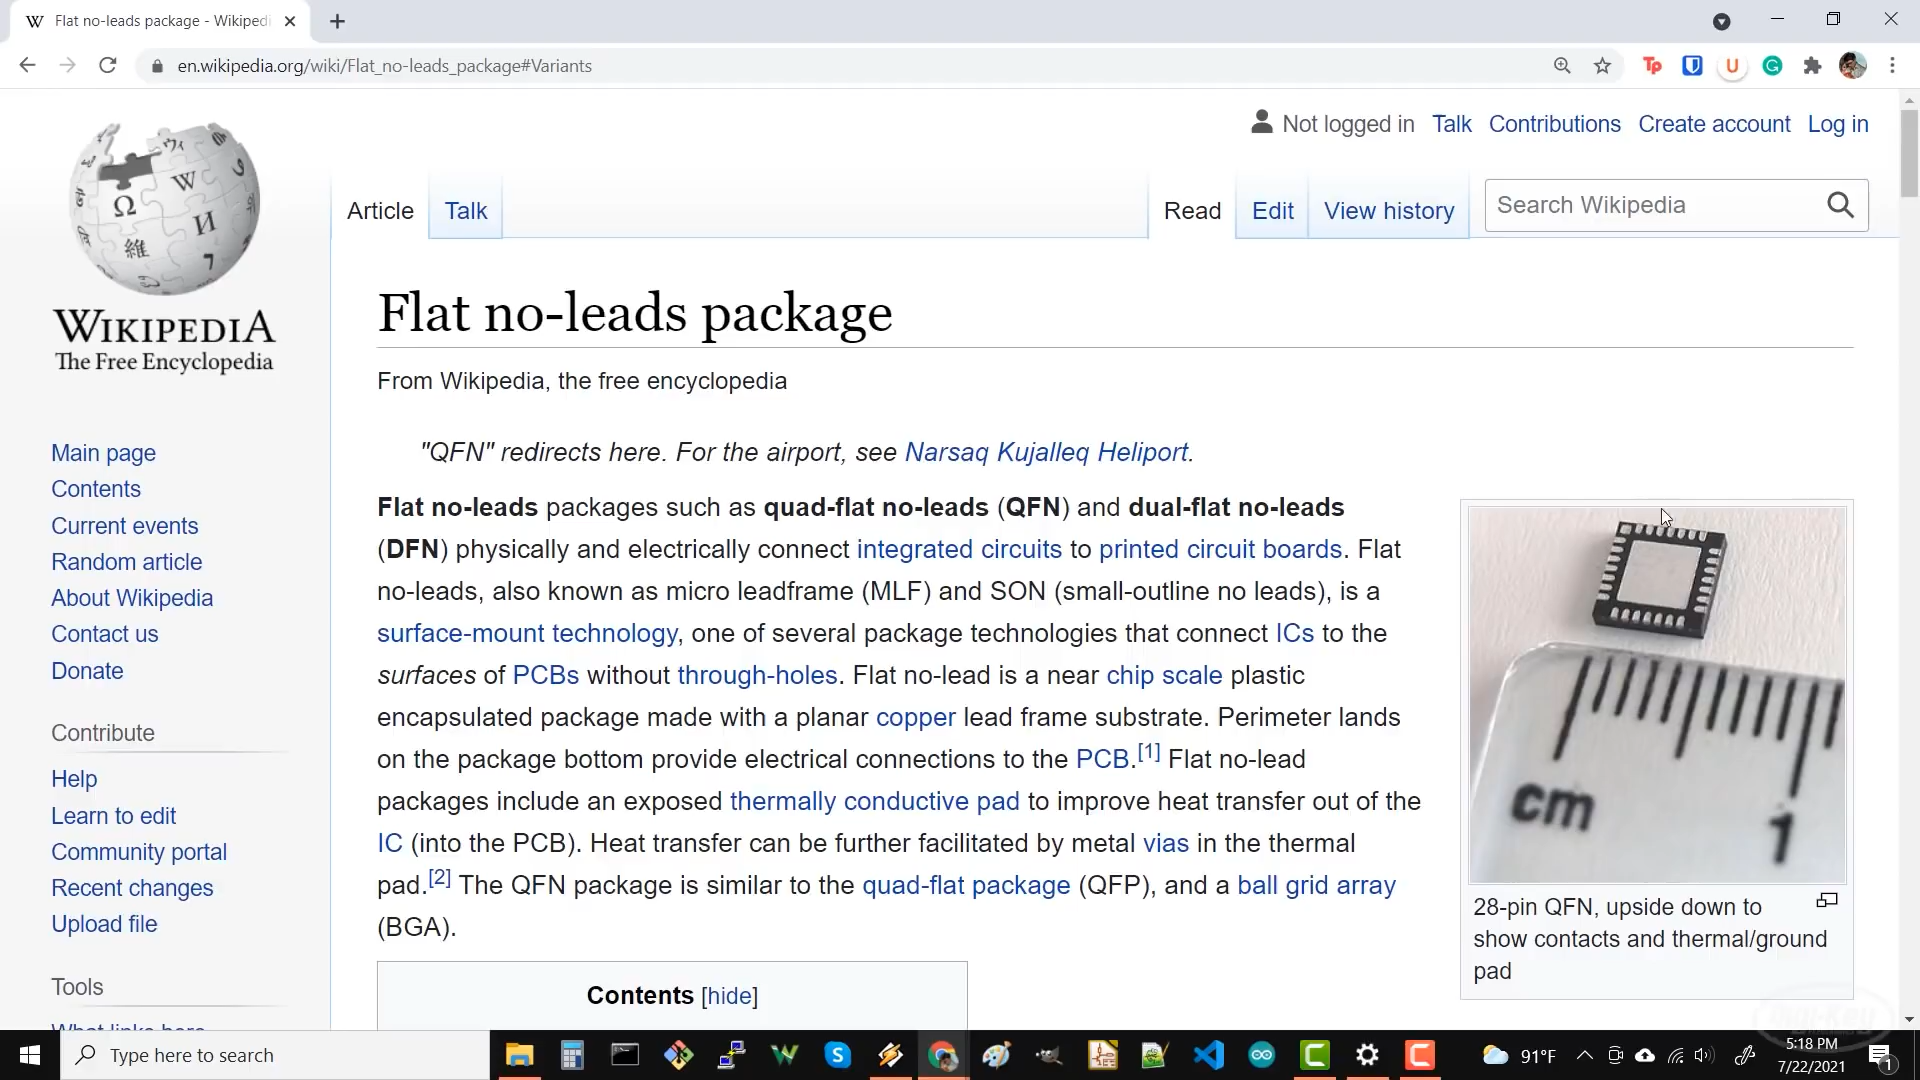 Flat no-leads package - Wikipedi
en.wikipedia.org/wiki/Flat_no-leads_package#Variants
Not logged in Talk Contributions Create account Log in
Article Talk Read Edit View history Search Wikipedia
WIKIPEDIA
The Free Encyclopedia
Main page
Contents
Current events
Random article
About Wikipedia
Contact us
Donate
Contribute
Help
Learn to edit
Community portal
Recent changes
Upload file
Tools
What links here
Flat no-leads package
From Wikipedia, the free encyclopedia
"QFN" redirects here. For the airport, see Narsaq Kujalleq Heliport.
Flat no-leads packages such as quad-flat no-leads (QFN) and dual-flat no-leads
(DFN) physically and electrically connect integrated circuits to printed circuit boards. Flat
no-leads, also known as micro leadframe (MLF) and SON (small-outline no leads), is a
surface-mount technology, one of several package technologies that connect ICs to the
surfaces of PCBs without through-holes. Flat no-lead is a near chip scale plastic
encapsulated package made with a planar copper lead frame substrate. Perimeter lands
on the package bottom provide electrical connections to the PCB.[1] Flat no-lead
packages include an exposed thermally conductive pad to improve heat transfer out of the
IC (into the PCB). Heat transfer can be further facilitated by metal vias in the thermal
pad.[2] The QFN package is similar to the quad-flat package (QFP), and a ball grid array
(BGA).
Contents [hide]
cm 1
28-pin QFN, upside down to
show contacts and thermal/ground
pad
Digi-Key
Type here to search
91°F
5:18 PM
7/22/2021
1